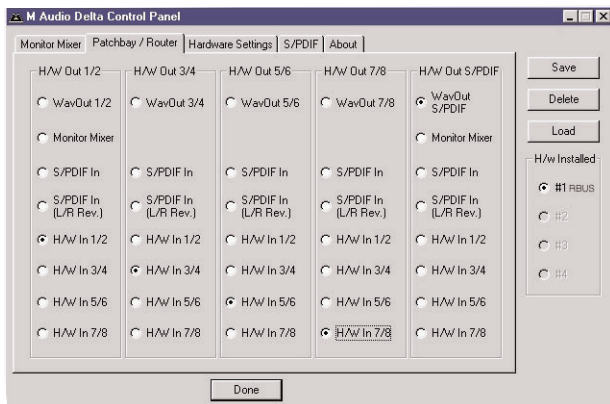 M Audio Delta Control Panel
Monitor Mixer Patchbay / Router Hardware Settings S/PDIF About
H/W Out 1/2
WavOut 1/2
Monitor Mixer
S/PDIF In
S/PDIF In
(L/R Rev.)
H/W In 1/2
H/W In 3/4
H/W In 5/6
H/W In 7/8
H/W Out 3/4
WavOut 3/4
S/PDIF In
S/PDIF In
(L/R Rev.)
H/W In 1/2
H/W In 3/4
H/W In 5/6
H/W In 7/8
H/W Out 5/6
WavOut 5/6
S/PDIF In
S/PDIF In
(L/R Rev.)
H/W In 1/2
H/W In 3/4
H/W In 5/6
H/W In 7/8
H/W Out 7/8
WavOut 7/8
S/PDIF In
S/PDIF In
(L/R Rev.)
H/W In 1/2
H/W In 3/4
H/W In 5/6
H/W In 7/8
H/W Out S/PDIF
WavOut
S/PDIF
Monitor Mixer
S/PDIF In
S/PDIF In
(L/R Rev.)
H/W In 1/2
H/W In 3/4
H/W In 5/6
H/W In 7/8
Save
Delete
Load
H/w Installed
#1 RBUS
#2
#3
#4
Done